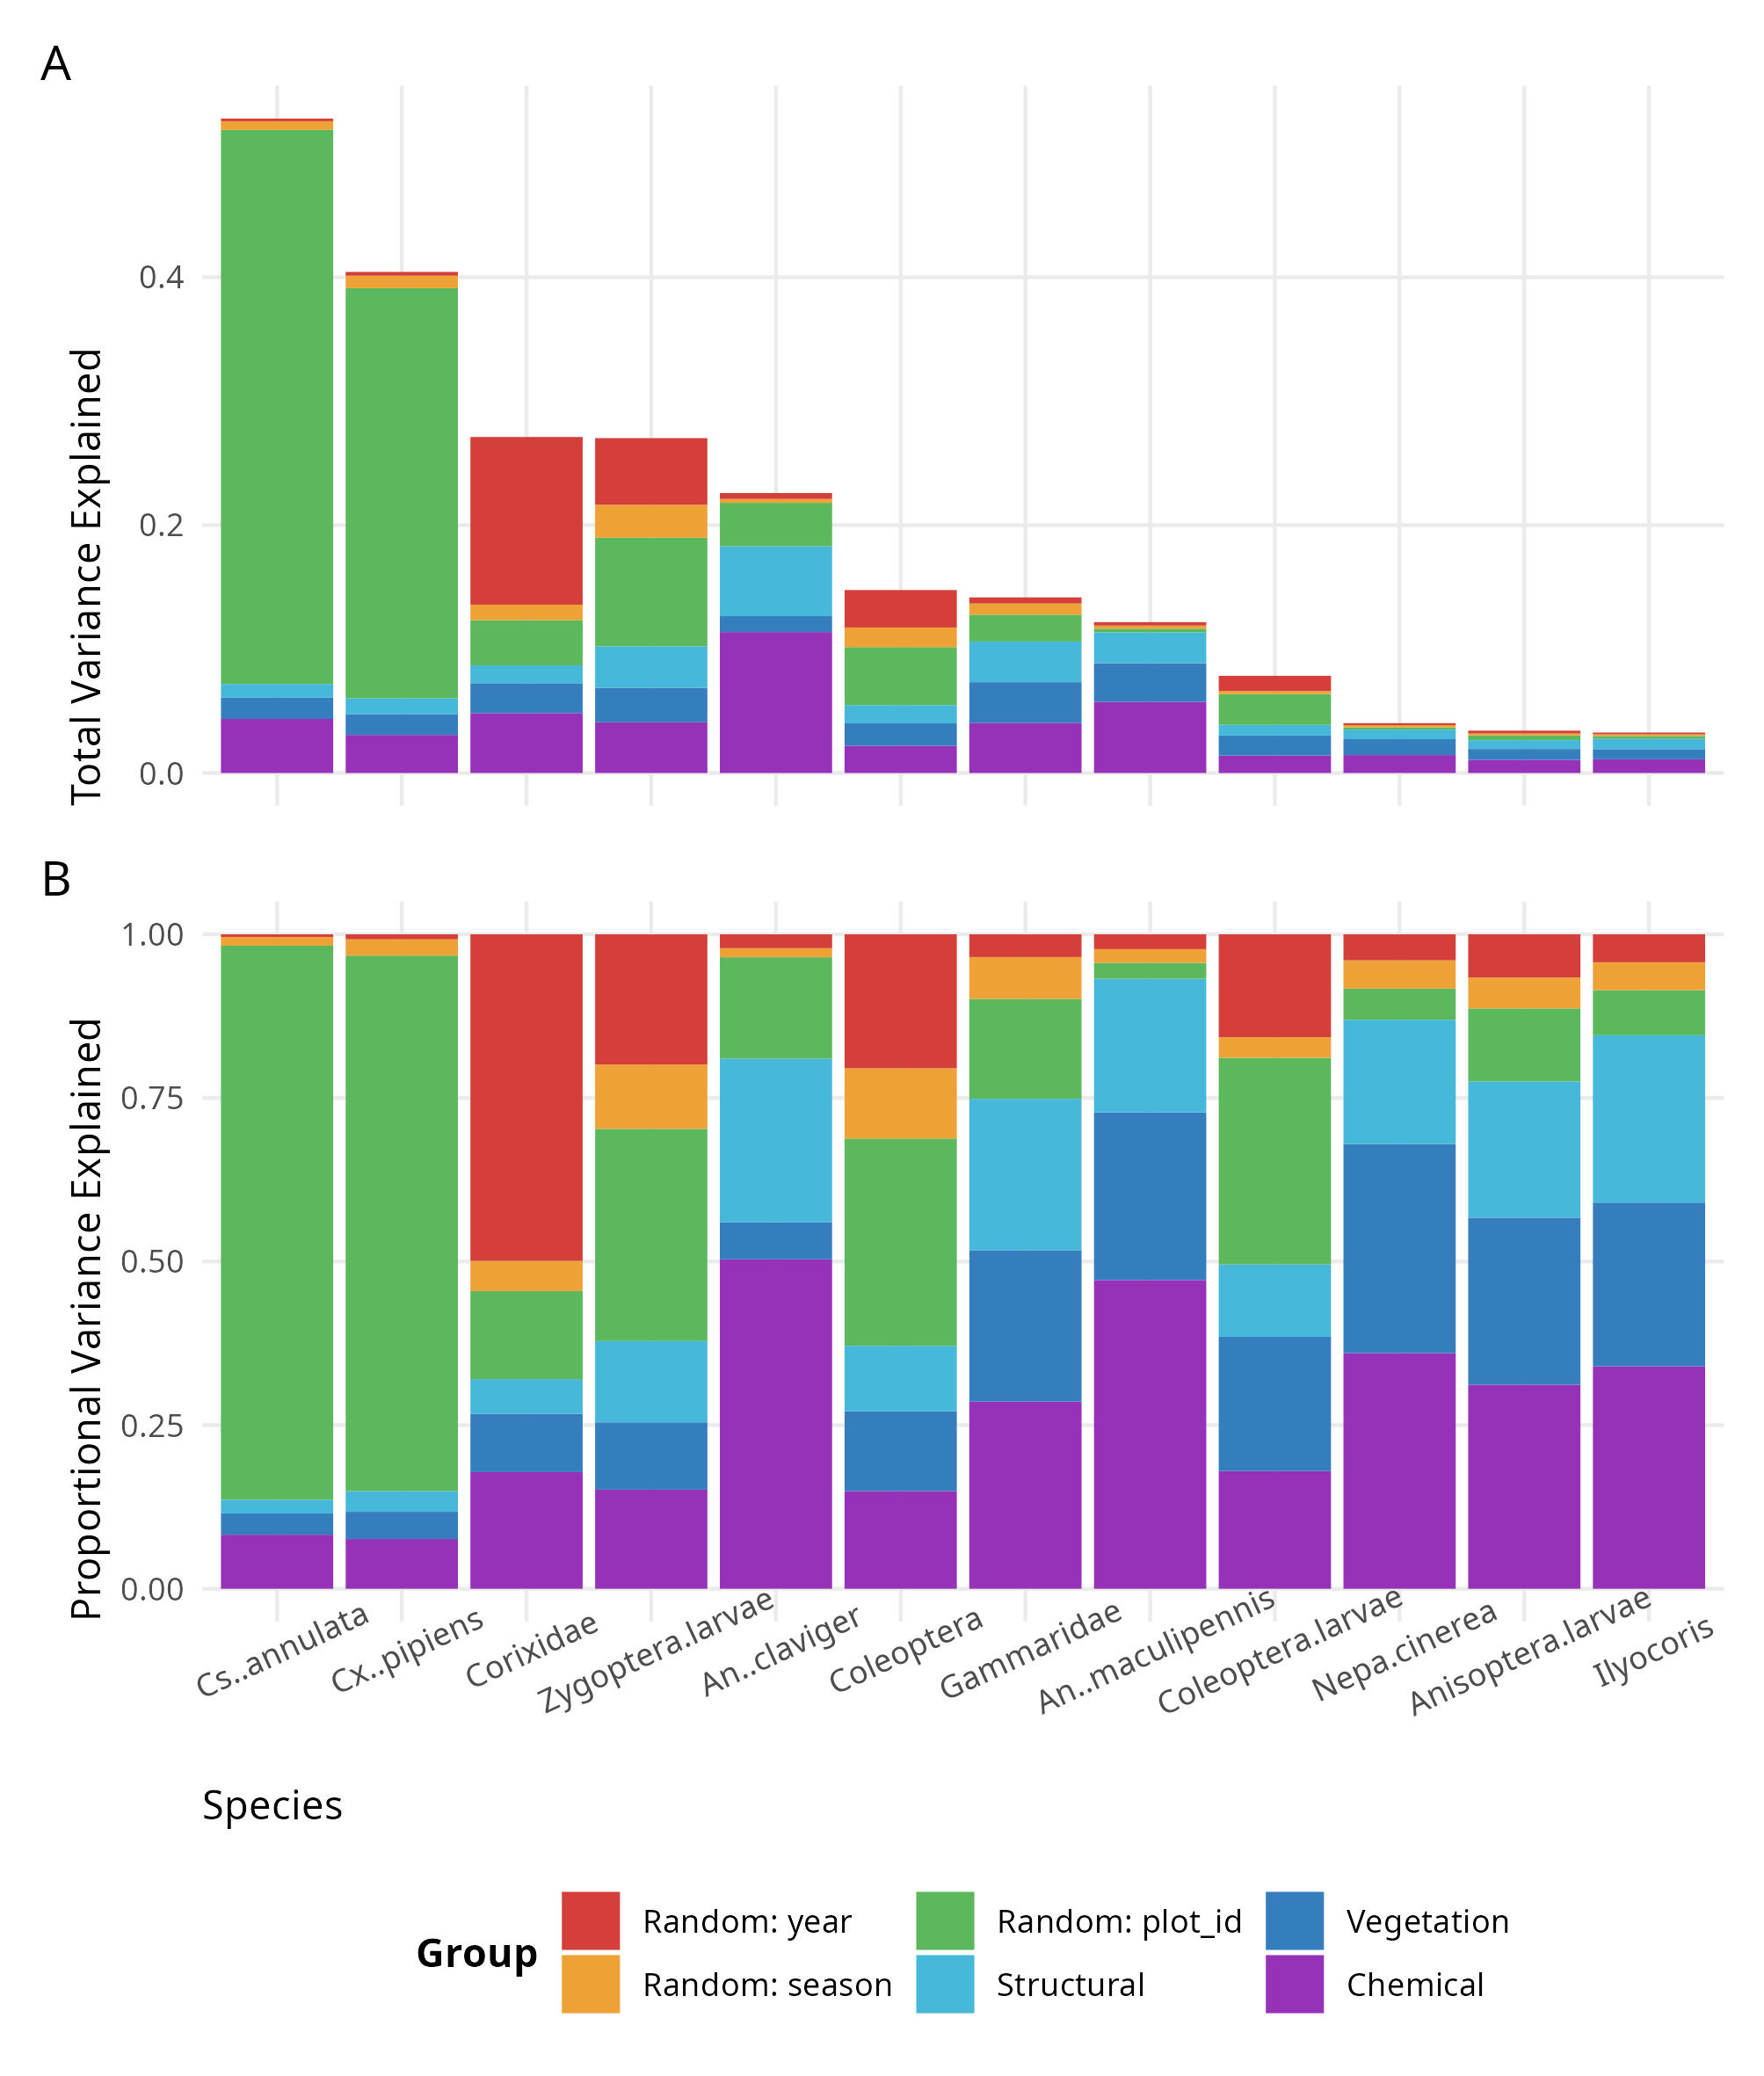 A
Total Variance Explained
0.4
0.2
0.0
B
Proportional Variance Explained
1.00
0.75
0.50
0.25
0.00
Cs..annulata
Cx..pipiens
Corixidae
Zygoptera.larvae
An..claviger
Coleoptera
Gammaridae
An..maculipennis
Coleoptera.larvae
Nepa.cinerea
Anisoptera.larvae
Ilyocoris
Species
Group
Random: year
Random: plot_id
Vegetation
Random: season
Structural
Chemical